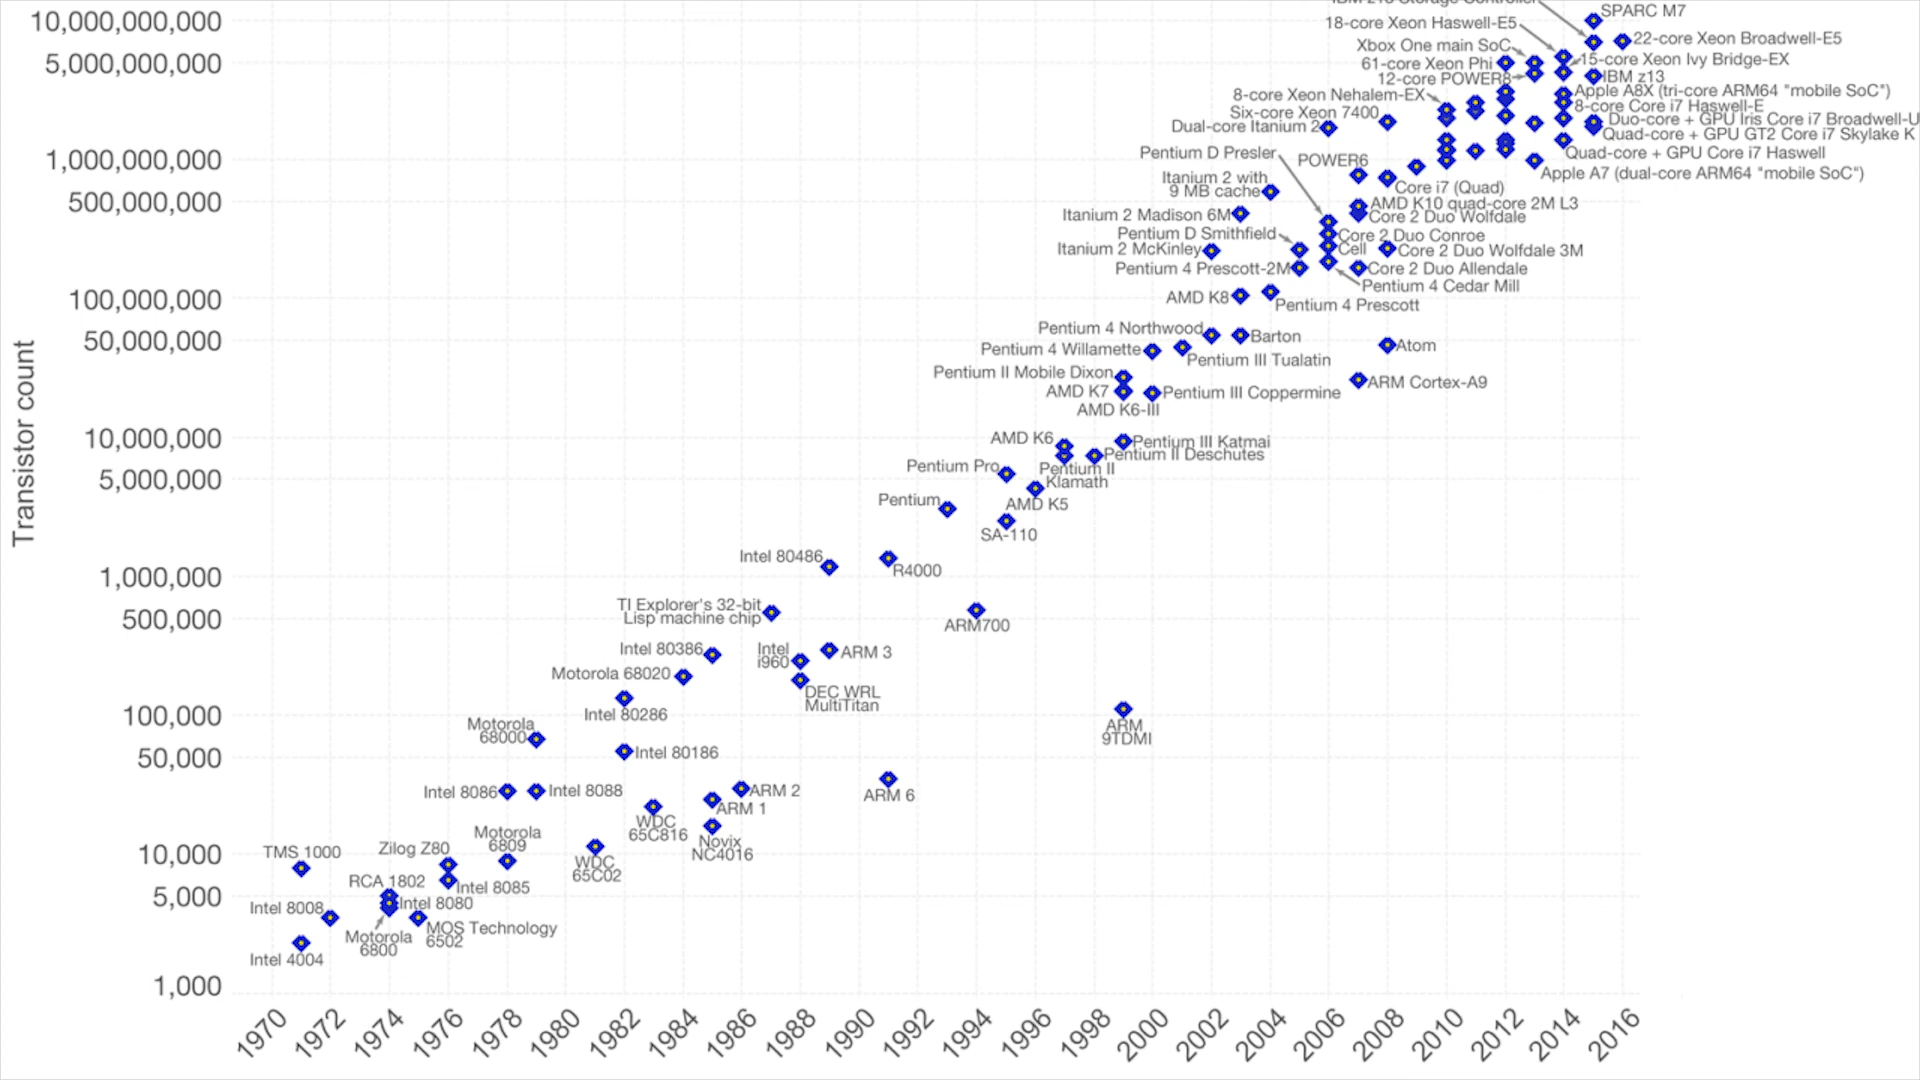 IBM z13 Storage Controller
SPARC M7
10,000,000,000
18-core Xeon Haswell-E5
22-core Xeon Broadwell-E5
Xbox One main SoC
5,000,000,000
61-core Xeon Phi
15-core Xeon Ivy Bridge-EX
12-core POWER8
IBM z13
Apple A8X (tri-core ARM64 "mobile SoC")
8-core Xeon Nehalem-EX
8-core Core i7 Haswell-E
Six-core Xeon 7400
Duo-core + GPU Iris Core i7 Broadwell-U
Dual-core Itanium 2
Quad-core + GPU GT2 Core i7 Skylake K
Pentium D Presler
POWER6
1,000,000,000
Quad-core + GPU Core i7 Haswell
Apple A7 (dual-core ARM64 "mobile SoC")
Itanium 2 with
9 MB cache
Core i7 (Quad)
500,000,000
AMD K10 quad-core 2M L3
Itanium 2 Madison 6M
Core 2 Duo Wolfdale
Pentium D Smithfield
Core 2 Duo Conroe
Itanium 2 McKinley
Cell
Core 2 Duo Wolfdale 3M
Pentium 4 Prescott-2M
Core 2 Duo Allendale
Pentium 4 Cedar Mill
100,000,000
AMD K8
Pentium 4 Prescott
Pentium 4 Northwood
Barton
50,000,000
Pentium 4 Willamette
Pentium III Tualatin
Atom
Pentium II Mobile Dixon
ARM Cortex-A9
AMD K7
Pentium III Coppermine
AMD K6-III
Transistor count
10,000,000
AMD K6
Pentium III Katmai
Pentium II Deschutes
Pentium Pro
Pentium II
Klamath
5,000,000
Pentium
AMD K5
SA-110
Intel 80486
R4000
1,000,000
TI Explorer's 32-bit
Lisp machine chip
500,000
ARM700
Intel 80386
Intel
i960
ARM 3
Motorola 68020
DEC WRL
MultiTitan
Intel 80286
100,000
Motorola
68000
ARM
9TDMI
Intel 80186
50,000
Intel 8086
Intel 8088
ARM 2
ARM 6
ARM 1
WDC
65C816
Motorola
6809
Novix
NC4016
TMS 1000
Zilog Z80
10,000
WDC
65C02
RCA 1802
Intel 8085
5,000
Intel 8008
Intel 8080
Motorola
6800
MOS Technology
6502
Intel 4004
1,000
1970
1972
1974
1976
1978
1980
1982
1984
1986
1988
1990
1992
1994
1996
1998
2000
2002
2004
2006
2008
2010
2012
2014
2016